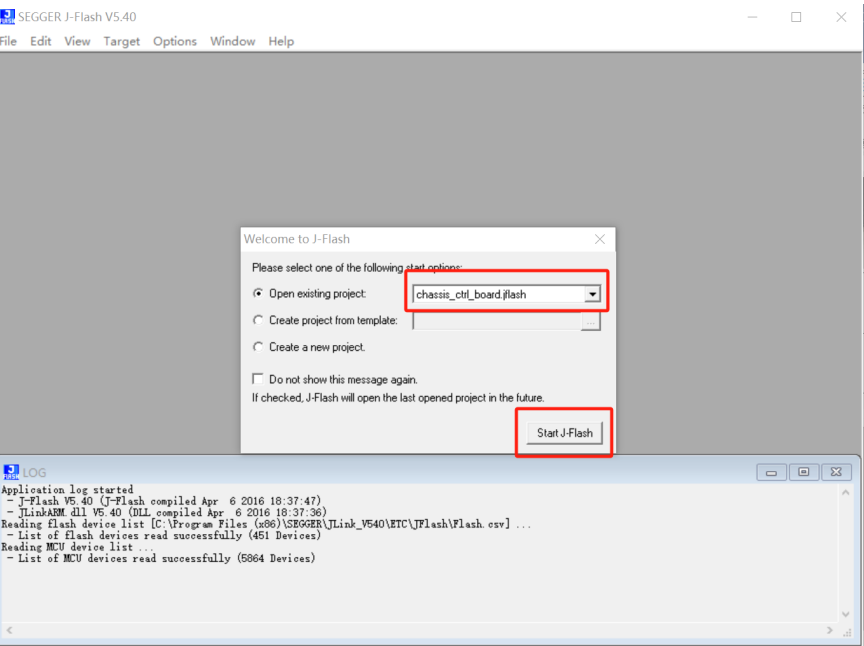 SEGGER J-Flash V5.40
File Edit View Target Options Window Help
Welcome to J-Flash
Please select one of the following start options:
Open existing project:
chassis_ctrl_board.jflash
Create project from template:
...
Create a new project.
Do not show this message again.
If checked, J-Flash will open the last opened project in the future.
Start J-Flash
LOG
Application log started
- J-Flash V5.40 (J-Flash compiled Apr 6 2016 18:37:47)
- JLinkARM.dll V5.40 (DLL compiled Apr 6 2016 18:37:36)
Reading flash device list [C:\Program Files (x86)\SEGGER\JLink_V540\ETC\JFlash\Flash.csv] ...
- List of flash devices read successfully (451 Devices)
Reading MCU device list ...
- List of MCU devices read successfully (5864 Devices)